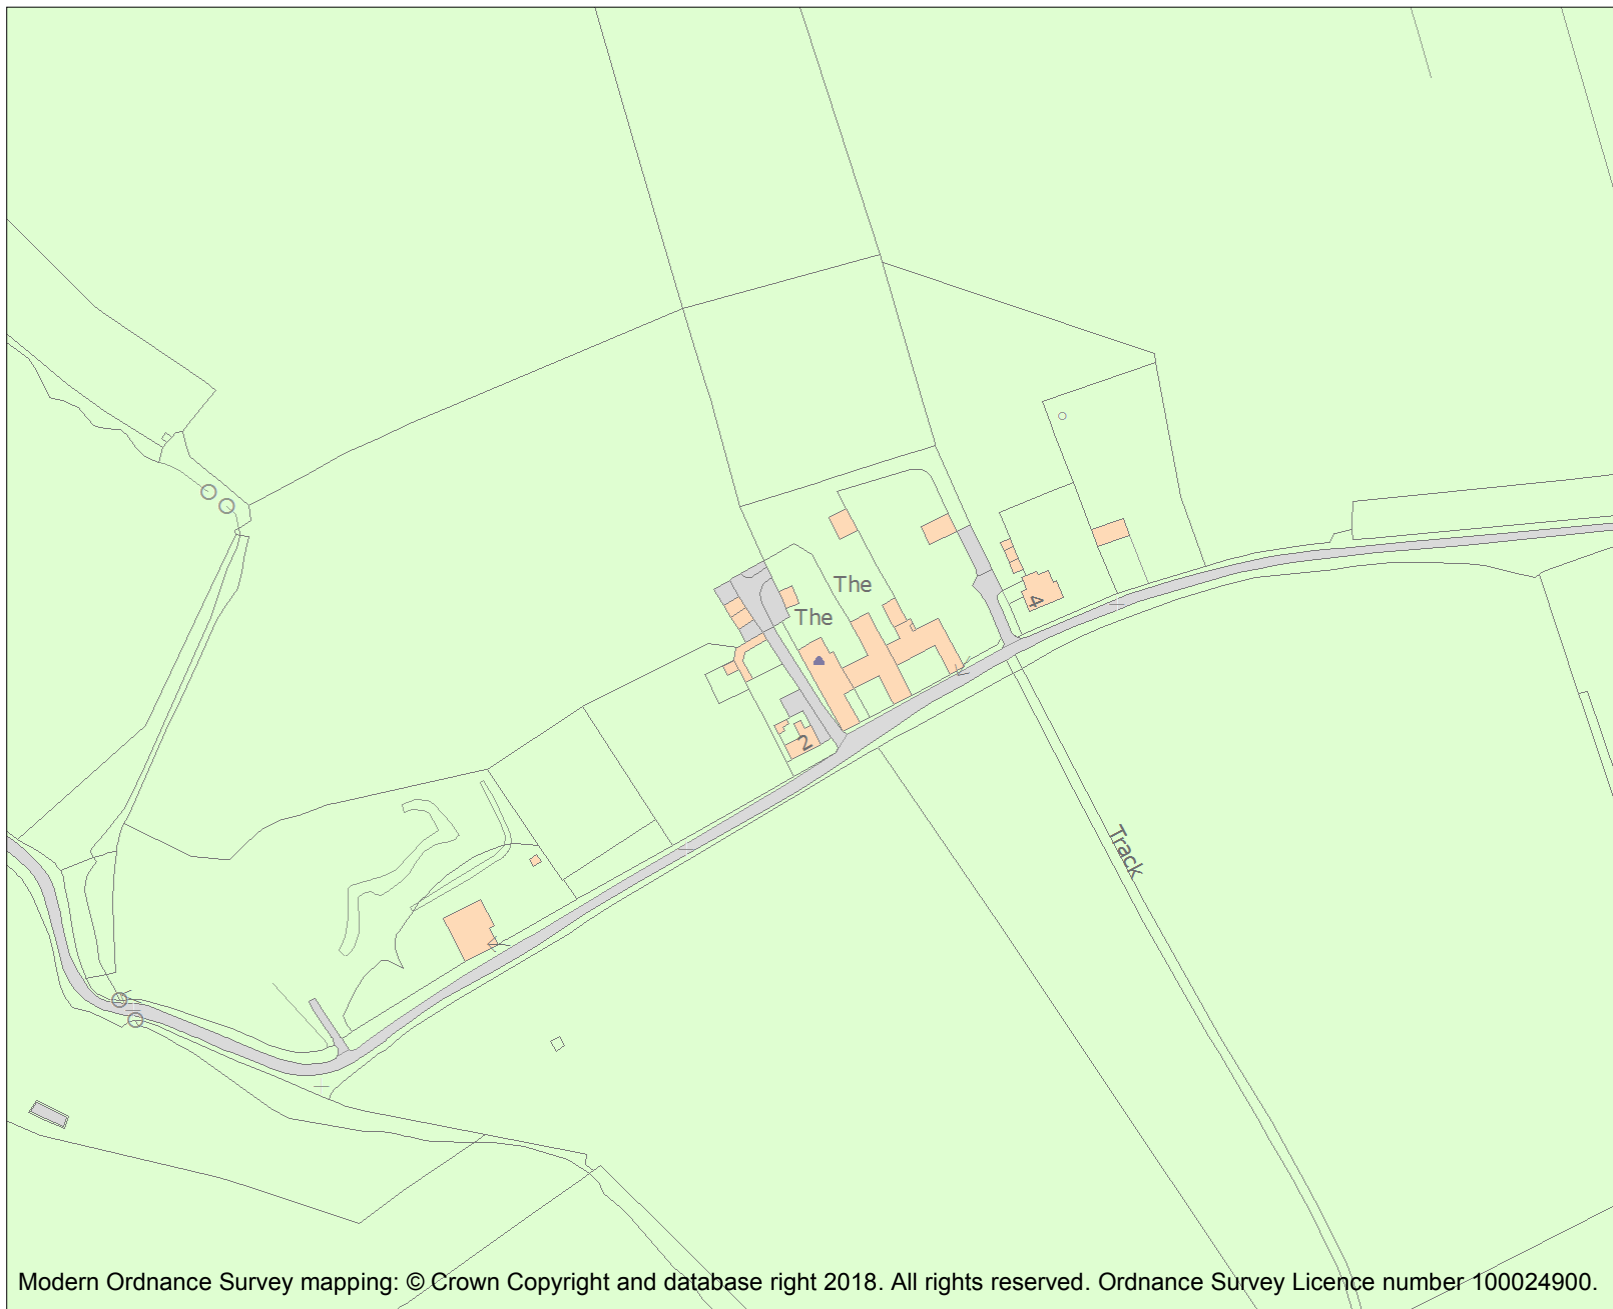 The
The
4
2
Track
Modern Ordnance Survey mapping: © Crown Copyright and database right 2018. All rights reserved. Ordnance Survey Licence number 100024900.